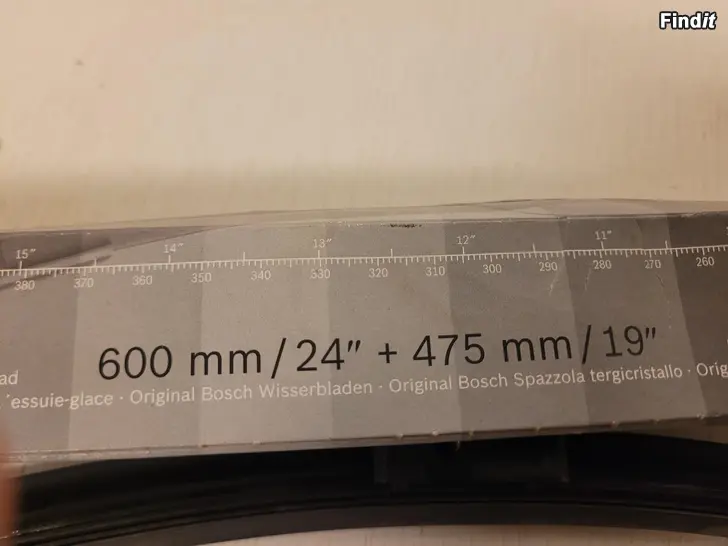 Findit
15" 14" 13" 12" 11"
380 370 360 350 340 330 320 310 300 290 280 270 260
600 mm / 24" + 475 mm / 19"
ad
essuie-glace · Original Bosch Wisserbladen · Original Bosch Spazzola tergicristallo · Orig